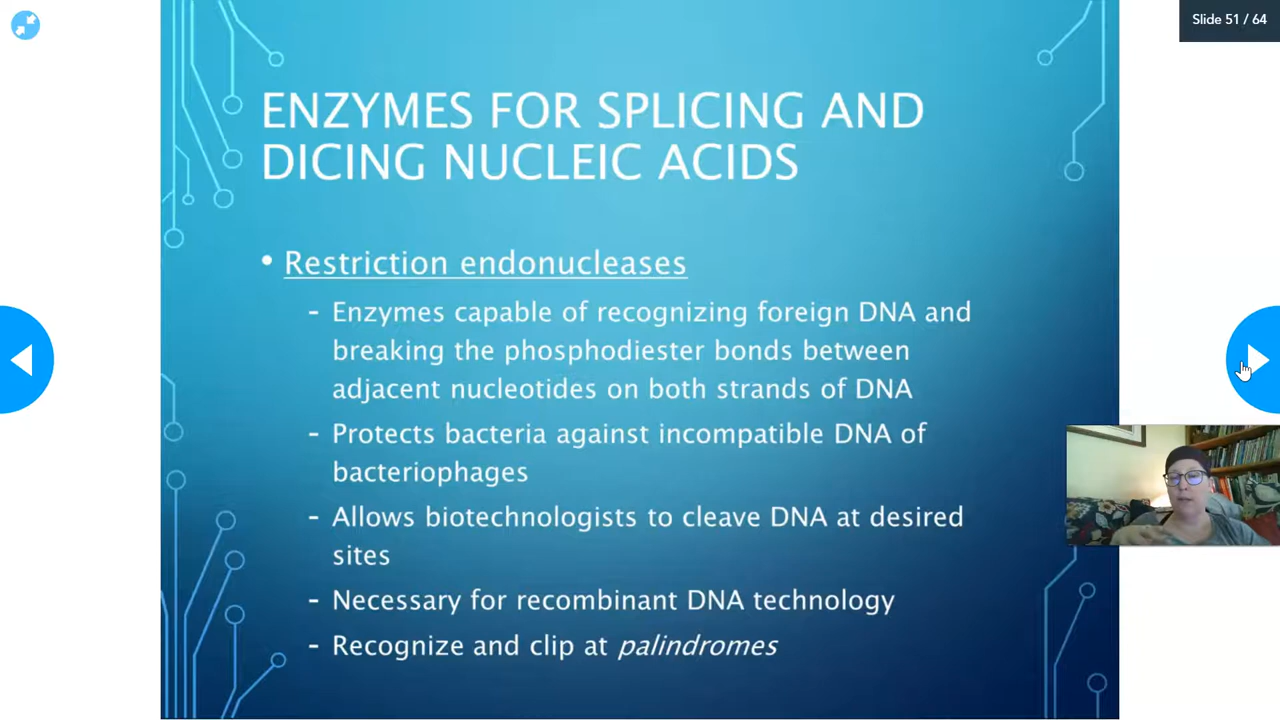 Slide 51 / 64
ENZYMES FOR SPLICING AND
DICING NUCLEIC ACIDS
• Restriction endonucleases
- Enzymes capable of recognizing foreign DNA and
breaking the phosphodiester bonds between
adjacent nucleotides on both strands of DNA
- Protects bacteria against incompatible DNA of
bacteriophages
- Allows biotechnologists to cleave DNA at desired
sites
- Necessary for recombinant DNA technology
- Recognize and clip at palindromes